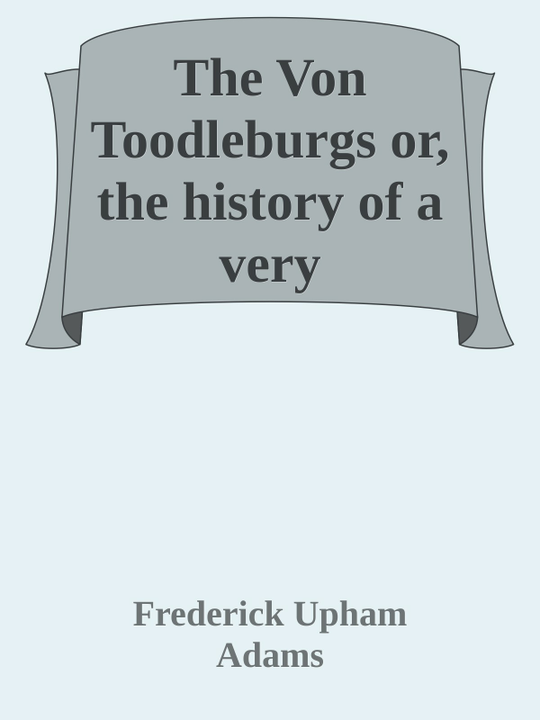 The Von
Toodleburgs or,
the history of a
very
Frederick Upham
Adams